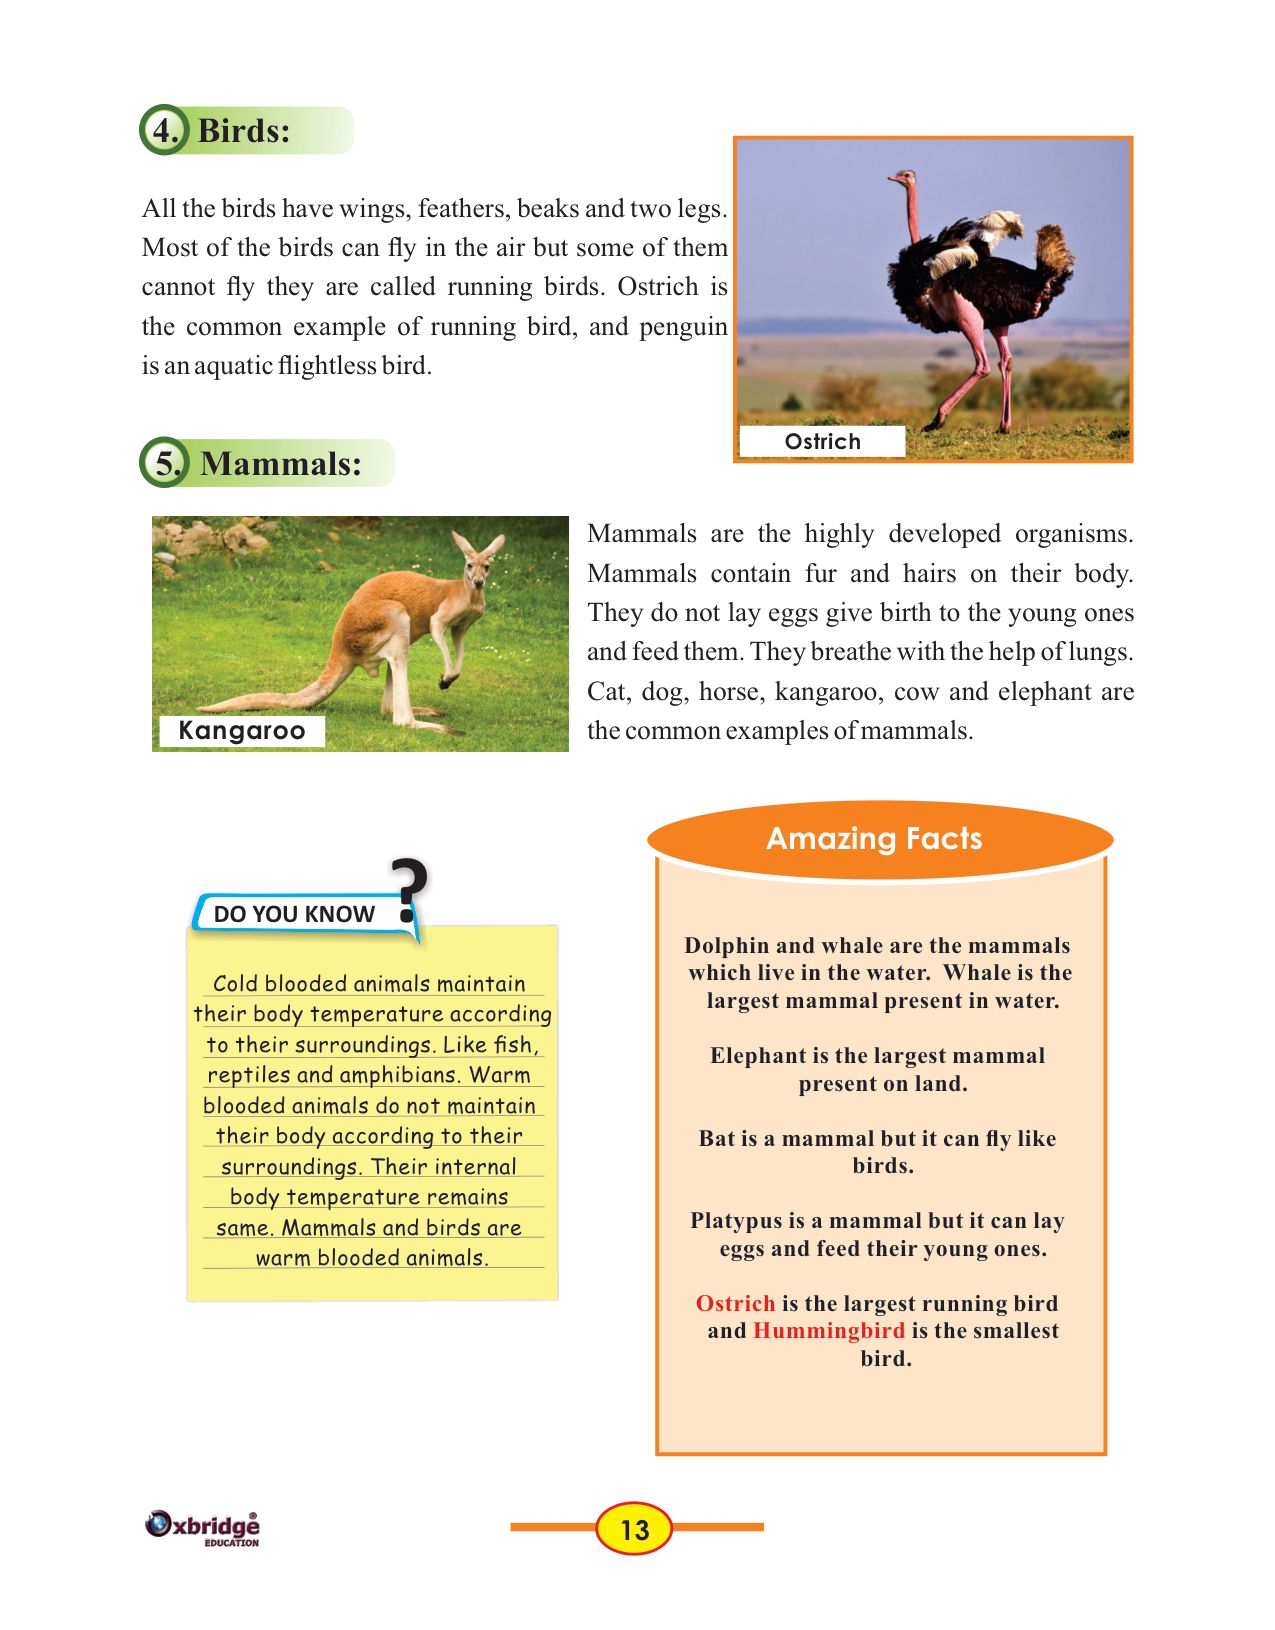 4. Birds:
All the birds have wings, feathers, beaks and two legs.
Most of the birds can fly in the air but some of them
cannot fly they are called running birds. Ostrich is
the common example of running bird, and penguin
is an aquatic flightless bird.
Ostrich
5. Mammals:
Kangaroo
Mammals are the highly developed organisms.
Mammals contain fur and hairs on their body.
They do not lay eggs give birth to the young ones
and feed them. They breathe with the help of lungs.
Cat, dog, horse, kangaroo, cow and elephant are
the common examples of mammals.
DO YOU KNOW ?
Cold blooded animals maintain
their body temperature according
to their surroundings. Like fish,
reptiles and amphibians. Warm
blooded animals do not maintain
their body according to their
surroundings. Their internal
body temperature remains
same. Mammals and birds are
warm blooded animals.
Amazing Facts
Dolphin and whale are the mammals
which live in the water. Whale is the
largest mammal present in water.
Elephant is the largest mammal
present on land.
Bat is a mammal but it can fly like
birds.
Platypus is a mammal but it can lay
eggs and feed their young ones.
Ostrich is the largest running bird
and Hummingbird is the smallest
bird.
Oxbridge®
EDUCATION
13